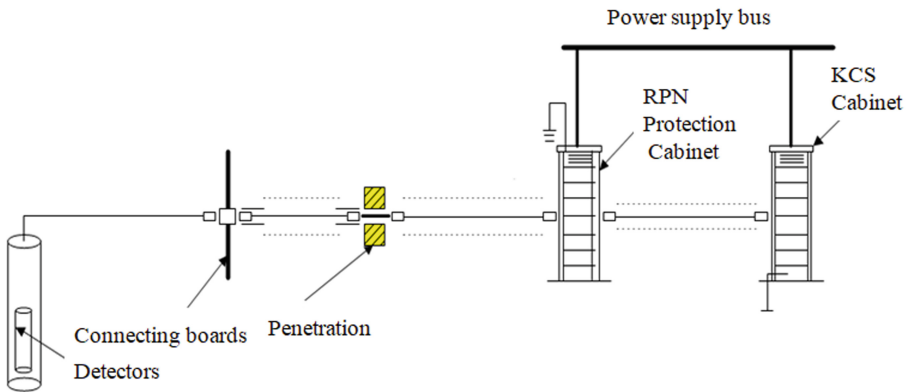 Power supply bus
KCS
Cabinet
RPN
Protection
Cabinet
Connecting boards
Penetration
Detectors